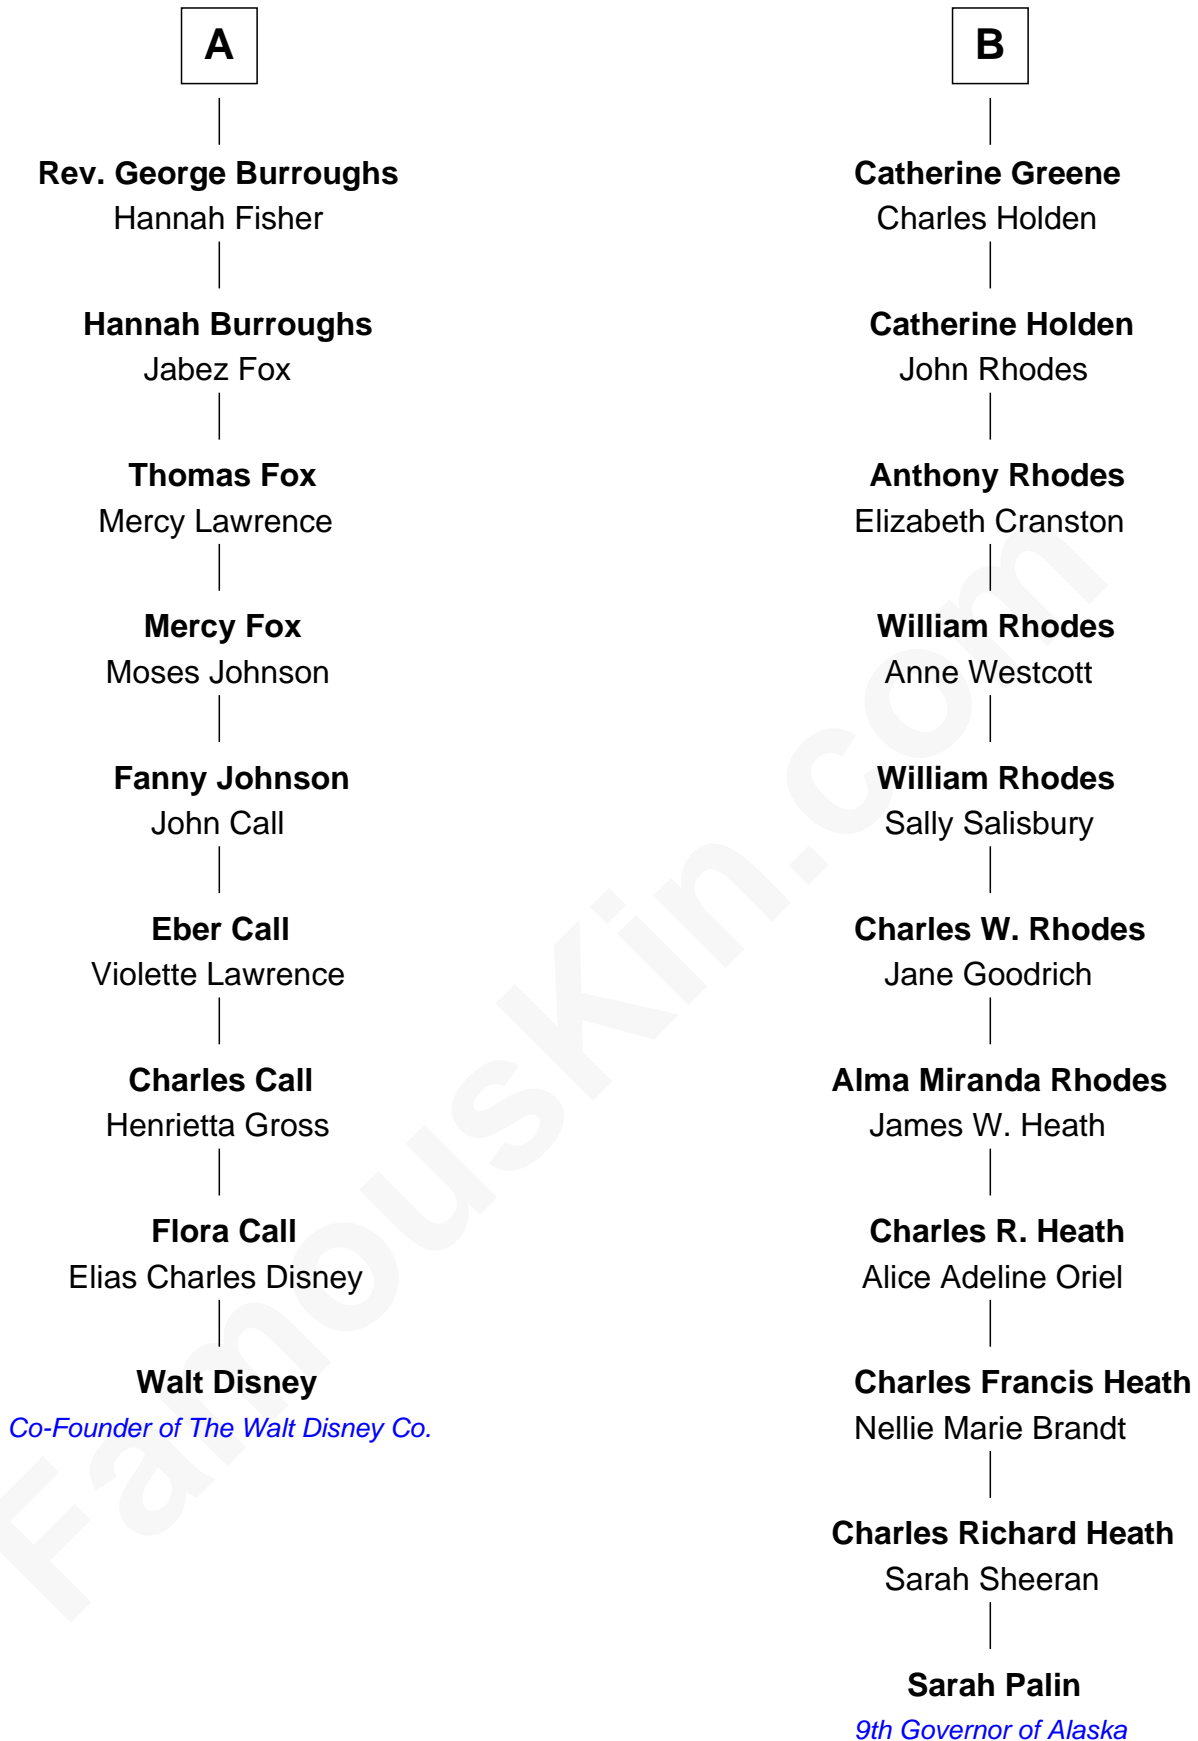 A
Rev. George Burroughs
Hannah Fisher
Hannah Burroughs
Jabez Fox
Thomas Fox
Mercy Lawrence
Mercy Fox
Moses Johnson
Fanny Johnson
John Call
Eber Call
Violette Lawrence
Charles Call
Henrietta Gross
Flora Call
Elias Charles Disney
Walt Disney
Co-Founder of The Walt Disney Co.
B
Catherine Greene
Charles Holden
Catherine Holden
John Rhodes
Anthony Rhodes
Elizabeth Cranston
William Rhodes
Anne Westcott
William Rhodes
Sally Salisbury
Charles W. Rhodes
Jane Goodrich
Alma Miranda Rhodes
James W. Heath
Charles R. Heath
Alice Adeline Oriel
Charles Francis Heath
Nellie Marie Brandt
Charles Richard Heath
Sarah Sheeran
Sarah Palin
9th Governor of Alaska
FamousKin.com